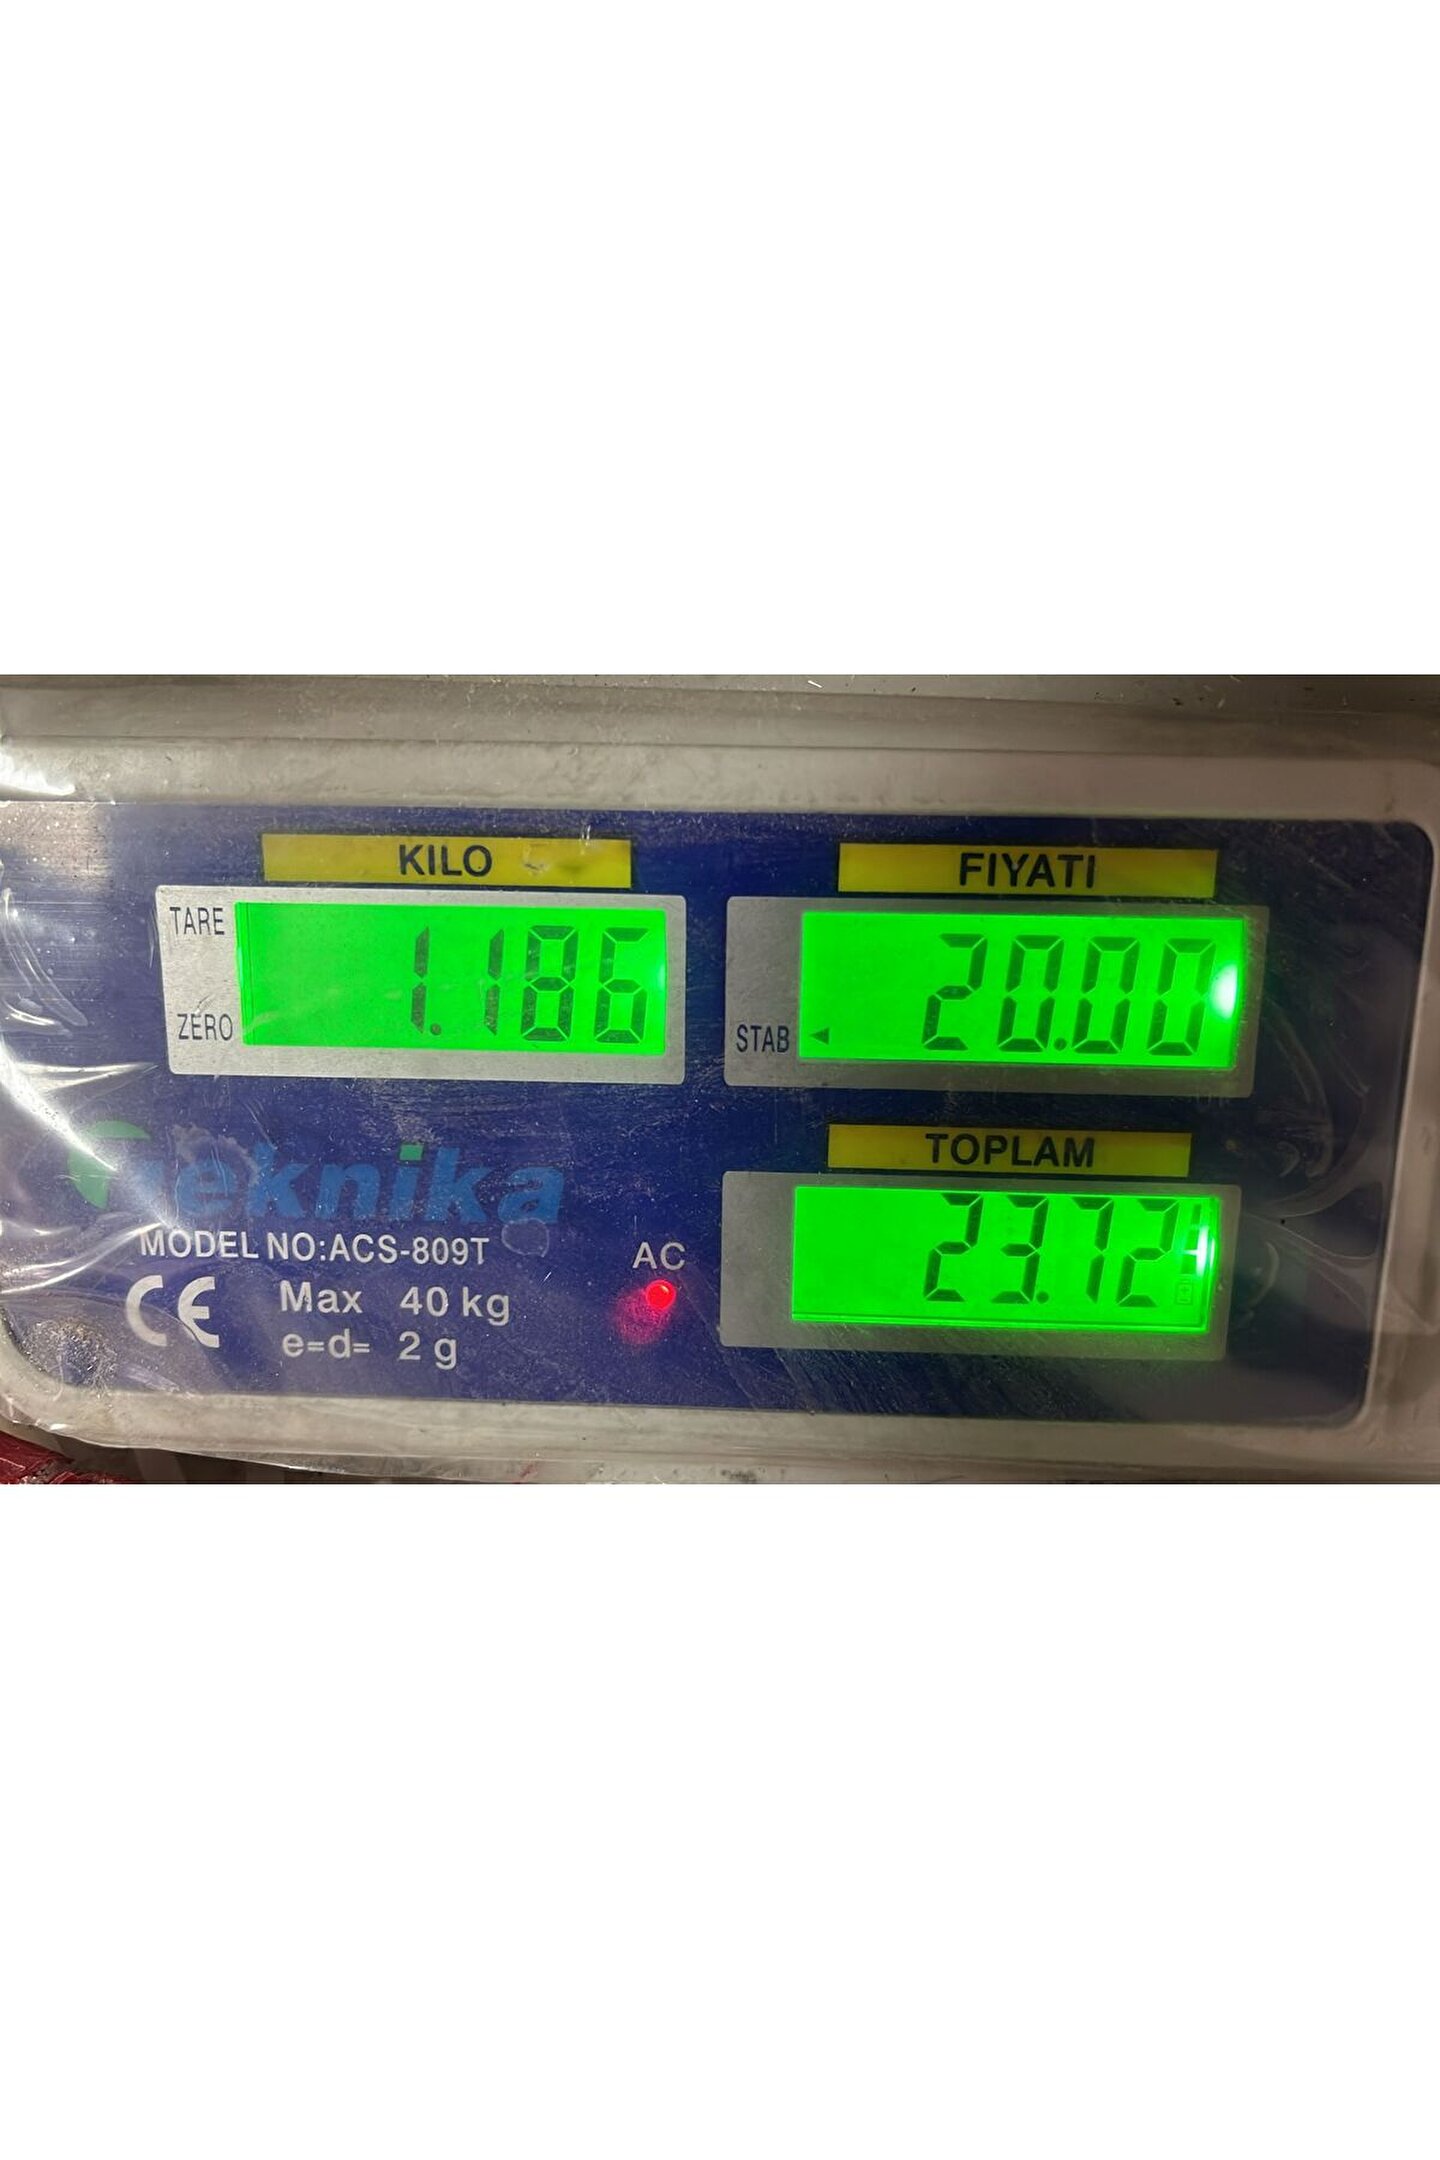 KILO
FIYATI
TARE
1.186
20.00
ZERO
STAB
TOPLAM
Teknika
23.72
MODEL NO:ACS-809T
AC
CE
Max 40 kg
e=d= 2 g